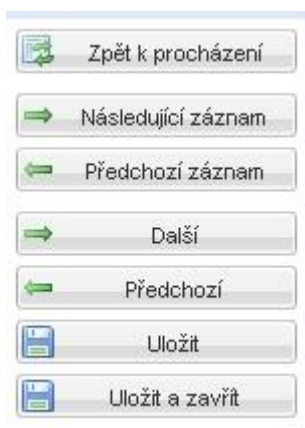 Zpět k procházení
Následující záznam
Předchozí záznam
Další
Předchozí
Uložit
Uložit a zavřít